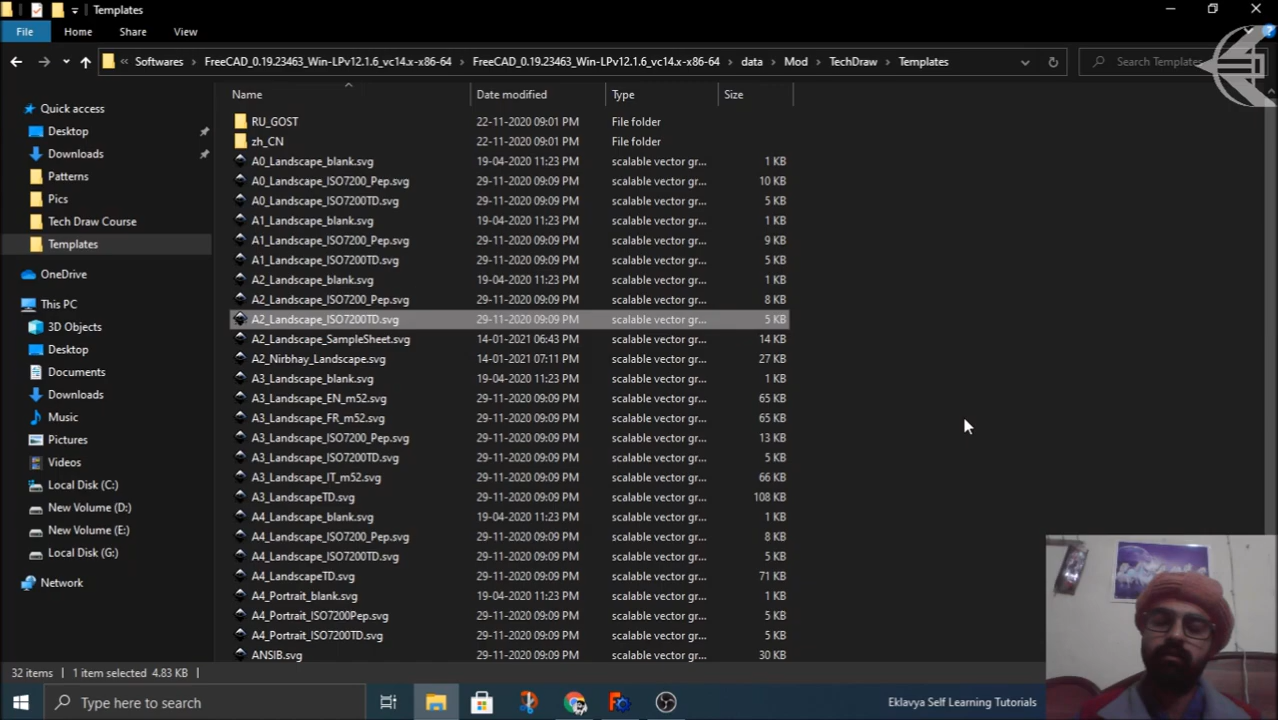 Templates
File Home Share View
« Softwares > FreeCAD_0.19.23463_Win-LPv12.1.6_vc14.x-x86-64 > FreeCAD_0.19.23463_Win-LPv12.1.6_vc14.x-x86-64 > data > Mod > TechDraw > Templates Search Templates
Name Date modified Type Size
Quick access
Desktop
Downloads
Patterns
Pics
Tech Draw Course
Templates
OneDrive
This PC
3D Objects
Desktop
Documents
Downloads
Music
Pictures
Videos
Local Disk (C:)
New Volume (D:)
New Volume (E:)
Local Disk (G:)
Network
RU_GOST 22-11-2020 09:01 PM File folder
zh_CN 22-11-2020 09:01 PM File folder
A0_Landscape_blank.svg 19-04-2020 11:23 PM scalable vector gr... 1 KB
A0_Landscape_ISO7200_Pep.svg 29-11-2020 09:09 PM scalable vector gr... 10 KB
A0_Landscape_ISO7200TD.svg 29-11-2020 09:09 PM scalable vector gr... 5 KB
A1_Landscape_blank.svg 19-04-2020 11:23 PM scalable vector gr... 1 KB
A1_Landscape_ISO7200_Pep.svg 29-11-2020 09:09 PM scalable vector gr... 9 KB
A1_Landscape_ISO7200TD.svg 29-11-2020 09:09 PM scalable vector gr... 5 KB
A2_Landscape_blank.svg 19-04-2020 11:23 PM scalable vector gr... 1 KB
A2_Landscape_ISO7200_Pep.svg 29-11-2020 09:09 PM scalable vector gr... 8 KB
A2_Landscape_ISO7200TD.svg 29-11-2020 09:09 PM scalable vector gr... 5 KB
A2_Landscape_SampleSheet.svg 14-01-2021 06:43 PM scalable vector gr... 14 KB
A2_Nirbhay_Landscape.svg 14-01-2021 07:11 PM scalable vector gr... 27 KB
A3_Landscape_blank.svg 19-04-2020 11:23 PM scalable vector gr... 1 KB
A3_Landscape_EN_m52.svg 29-11-2020 09:09 PM scalable vector gr... 65 KB
A3_Landscape_FR_m52.svg 29-11-2020 09:09 PM scalable vector gr... 65 KB
A3_Landscape_ISO7200_Pep.svg 29-11-2020 09:09 PM scalable vector gr... 13 KB
A3_Landscape_ISO7200TD.svg 29-11-2020 09:09 PM scalable vector gr... 5 KB
A3_Landscape_IT_m52.svg 29-11-2020 09:09 PM scalable vector gr... 66 KB
A3_LandscapeTD.svg 29-11-2020 09:09 PM scalable vector gr... 108 KB
A4_Landscape_blank.svg 19-04-2020 11:23 PM scalable vector gr... 1 KB
A4_Landscape_ISO7200_Pep.svg 29-11-2020 09:09 PM scalable vector gr... 8 KB
A4_Landscape_ISO7200TD.svg 29-11-2020 09:09 PM scalable vector gr... 5 KB
A4_LandscapeTD.svg 29-11-2020 09:09 PM scalable vector gr... 71 KB
A4_Portrait_blank.svg 29-11-2020 09:09 PM scalable vector gr... 1 KB
A4_Portrait_ISO7200Pep.svg 29-11-2020 09:09 PM scalable vector gr... 5 KB
A4_Portrait_ISO7200TD.svg 29-11-2020 09:09 PM scalable vector gr... 5 KB
ANSIB.svg 29-11-2020 09:09 PM scalable vector gr... 30 KB
32 items 1 item selected 4.83 KB
Type here to search
Eklavya Self Learning Tutorials